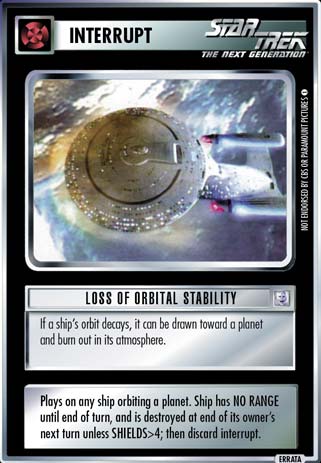 INTERRUPT
STAR TREK
THE NEXT GENERATION®
NOT ENDORSED BY CBS OR PARAMOUNT PICTURES
LOSS OF ORBITAL STABILITY
If a ship's orbit decays, it can be drawn toward a planet
and burn out in its atmosphere.
Plays on any ship orbiting a planet. Ship has NO RANGE
until end of turn, and is destroyed at end of its owner's
next turn unless SHIELDS>4; then discard interrupt.
ERRATA